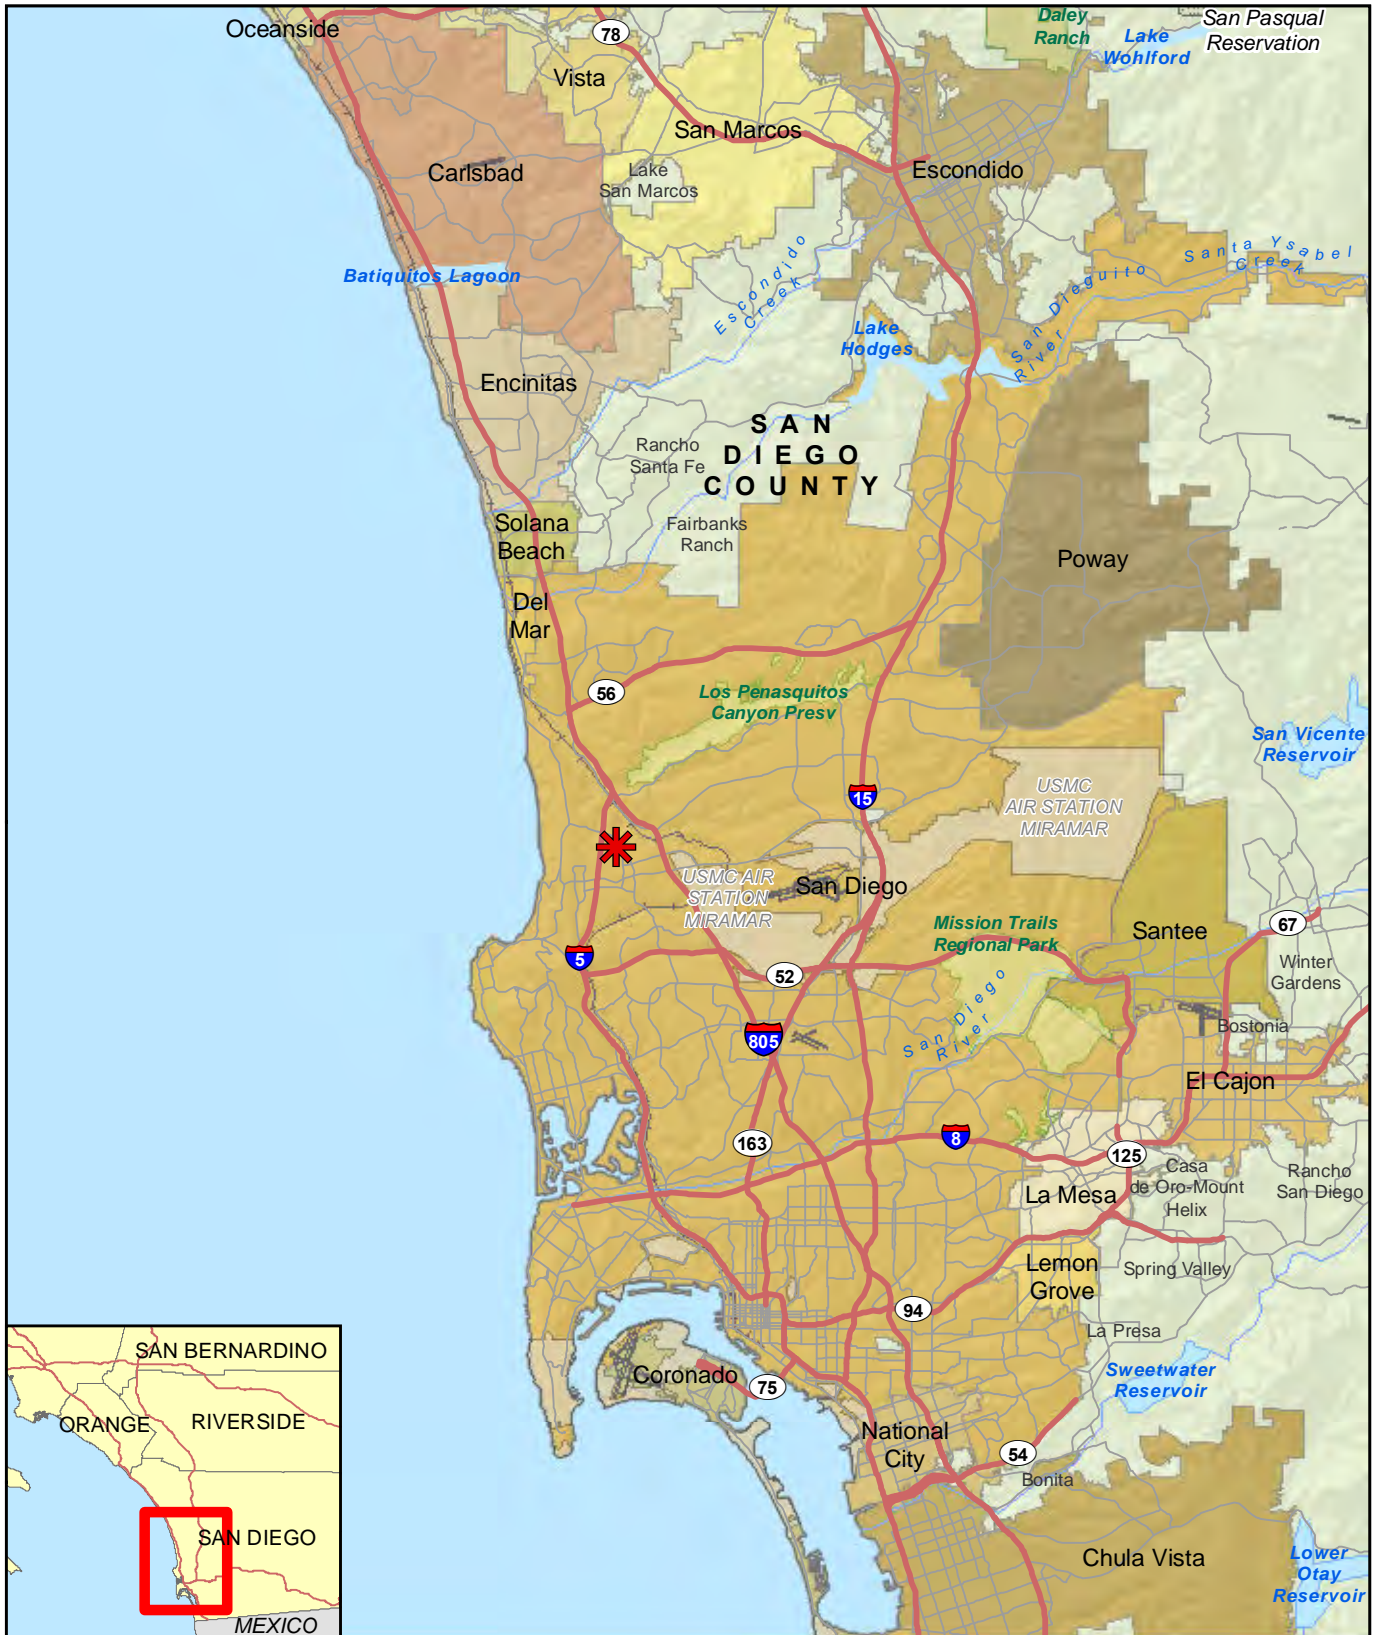 Oceanside
78
Daley
Ranch
Lake
Wohlford
San Pasqual
Reservation
Vista
San Marcos
Carlsbad
Lake
San Marcos
Escondido
Batiquitos Lagoon
Escondido
Creek
Santa Ysabel
Creek
San Dieguito
River
Lake
Hodges
Encinitas
SAN
DIEGO
COUNTY
Rancho
Santa Fe
Solana
Beach
Fairbanks
Ranch
Poway
Del
Mar
56
Los Penasquitos
Canyon Presv
San Vicente
Reservoir
15
USMC
AIR STATION
MIRAMAR
USMC AIR
STATION
MIRAMAR
San Diego
Mission Trails
Regional Park
Santee
67
5
52
Winter
Gardens
San Diego
River
Bostonia
805
El Cajon
163
8
125
Casa
de Oro-Mount
Helix
Rancho
San Diego
La Mesa
Lemon
Grove
Spring Valley
94
La Presa
Coronado
75
Sweetwater
Reservoir
National
City
54
Bonita
Chula Vista
Lower
Otay
Reservoir
SAN BERNARDINO
ORANGE
RIVERSIDE
SAN DIEGO
MEXICO